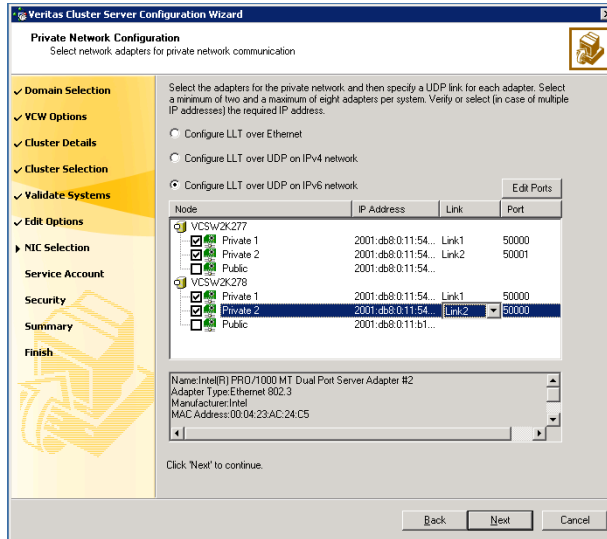 Veritas Cluster Server Configuration Wizard
Private Network Configuration
Select network adapters for private network communication
Domain Selection
VCW Options
Cluster Details
Cluster Selection
Validate Systems
Edit Options
NIC Selection
Service Account
Security
Summary
Finish
Select the adapters for the private network and then specify a UDP link for each adapter. Select
a minimum of two and a maximum of eight adapters per system. Verify or select (in case of multiple
IP addresses) the required IP address.
Configure LLT over Ethernet
Configure LLT over UDP on IPv4 network
Configure LLT over UDP on IPv6 network
Edit Ports
Node IP Address Link Port
VCSW2K277
Private 1 2001:db8:0:11:54... Link1 50000
Private 2 2001:db8:0:11:54... Link2 50001
Public 2001:db8:0:11:54...
VCSW2K278
Private 1 2001:db8:0:11:54... Link1 50000
Private 2 2001:db8:0:11:54... Link2 50000
Public 2001:db8:0:11:b1...
Name:Intel(R) PRO/1000 MT Dual Port Server Adapter #2
Adapter Type:Ethernet 802.3
Manufacturer:Intel
MAC Address:00:04:23:AC:24:C5
Click 'Next' to continue.
Back Next Cancel